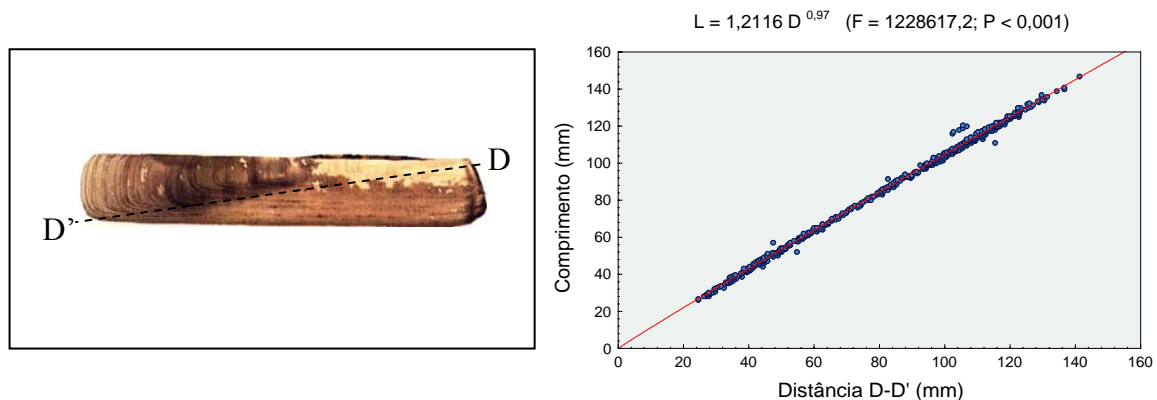 L = 1,2116 D 0,97 (F = 1228617,2; P < 0,001)
D
D'
Comprimento (mm)
160
140
120
100
80
60
40
20
0
0 20 40 60 80 100 120 140 160
Distância D-D' (mm)